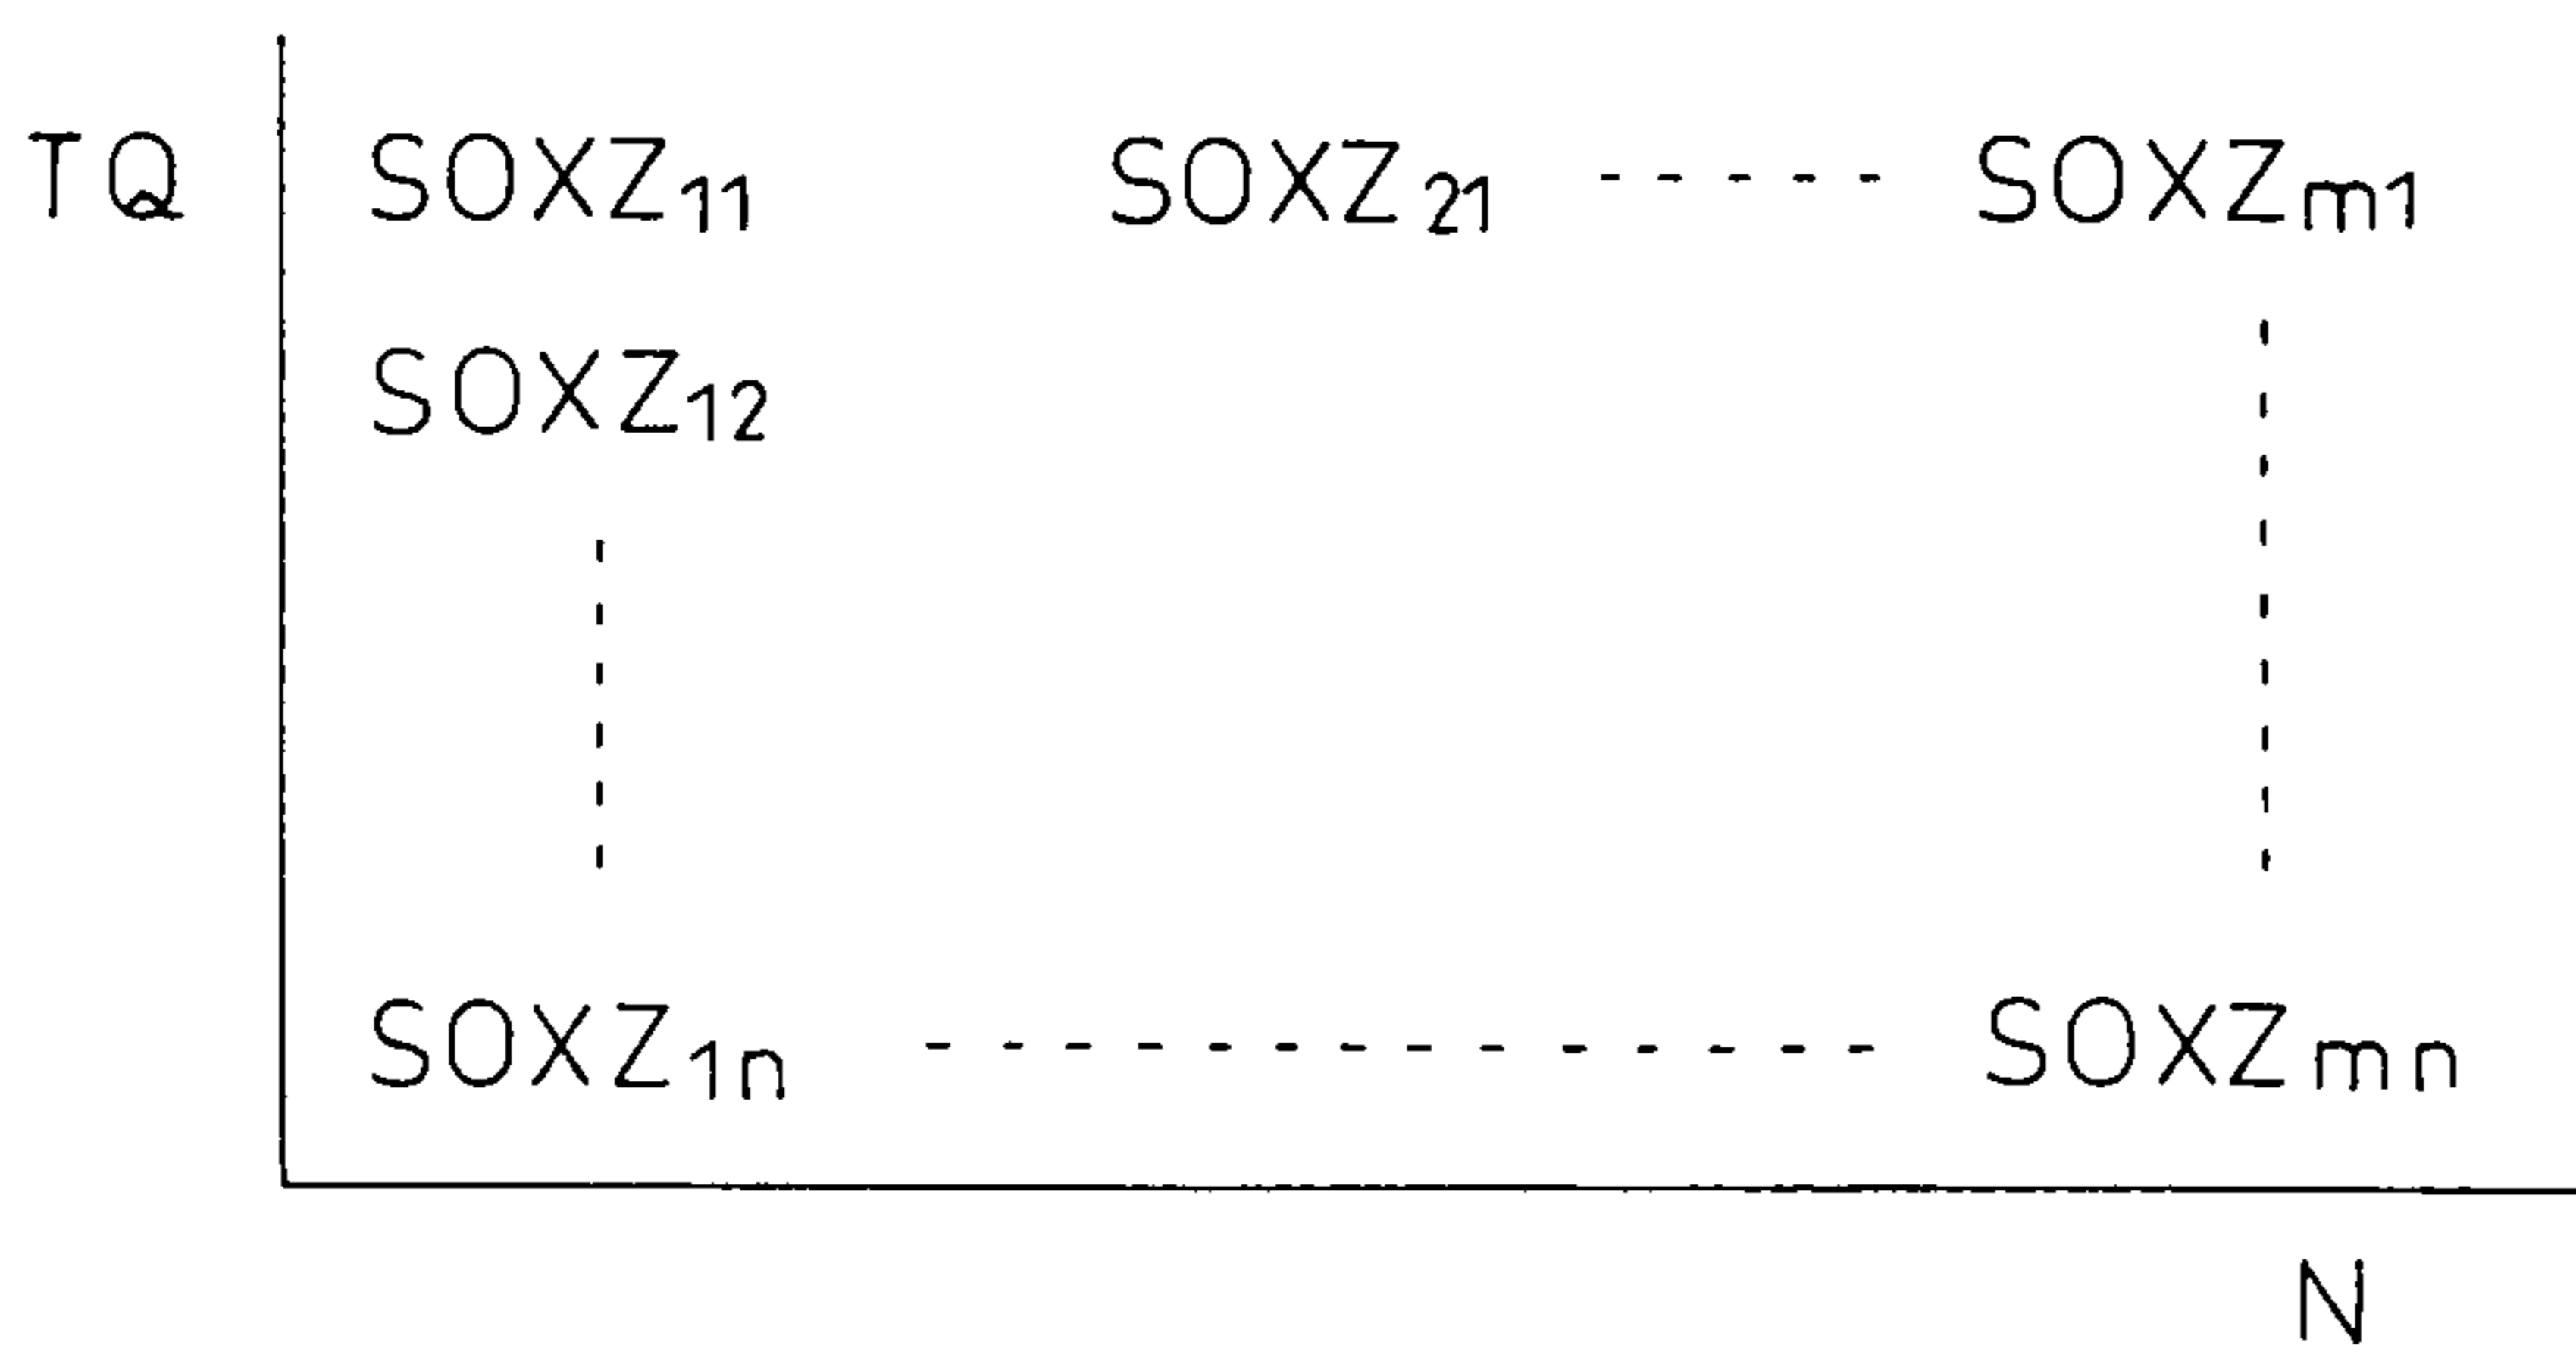 TQ SOXZ₁₁ SOXZ₂₁ - - - - - SOXZₘ₁
SOXZ₁₂
SOXZ₁ₙ - - - - - - - - - - - - - - SOXZₘₙ
N